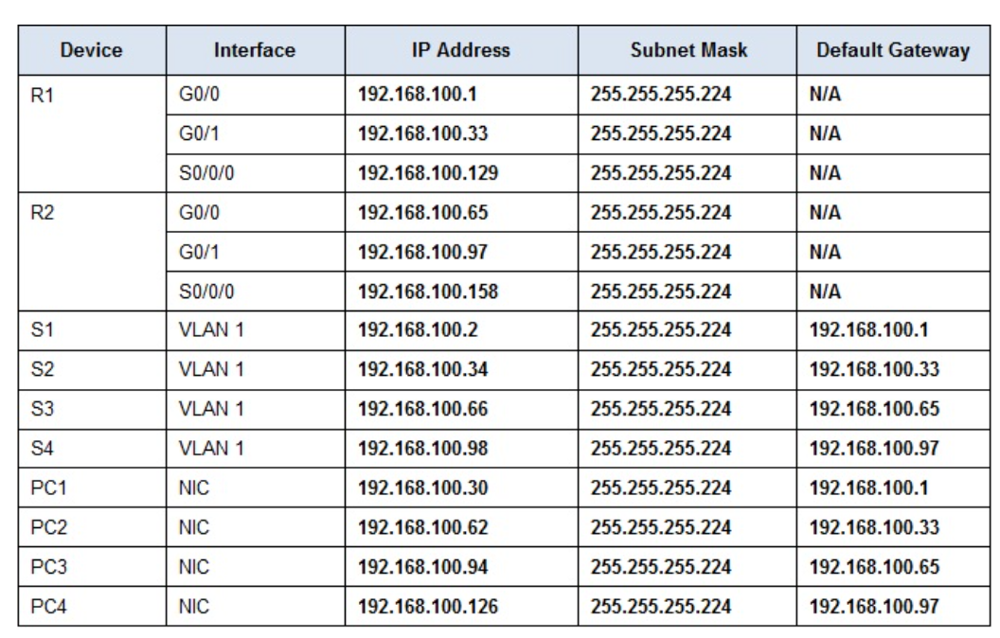 Device Interface IP Address Subnet Mask Default Gateway
R1 G0/0 192.168.100.1 255.255.255.224 N/A
G0/1 192.168.100.33 255.255.255.224 N/A
S0/0/0 192.168.100.129 255.255.255.224 N/A
R2 G0/0 192.168.100.65 255.255.255.224 N/A
G0/1 192.168.100.97 255.255.255.224 N/A
S0/0/0 192.168.100.158 255.255.255.224 N/A
S1 VLAN 1 192.168.100.2 255.255.255.224 192.168.100.1
S2 VLAN 1 192.168.100.34 255.255.255.224 192.168.100.33
S3 VLAN 1 192.168.100.66 255.255.255.224 192.168.100.65
S4 VLAN 1 192.168.100.98 255.255.255.224 192.168.100.97
PC1 NIC 192.168.100.30 255.255.255.224 192.168.100.1
PC2 NIC 192.168.100.62 255.255.255.224 192.168.100.33
PC3 NIC 192.168.100.94 255.255.255.224 192.168.100.65
PC4 NIC 192.168.100.126 255.255.255.224 192.168.100.97